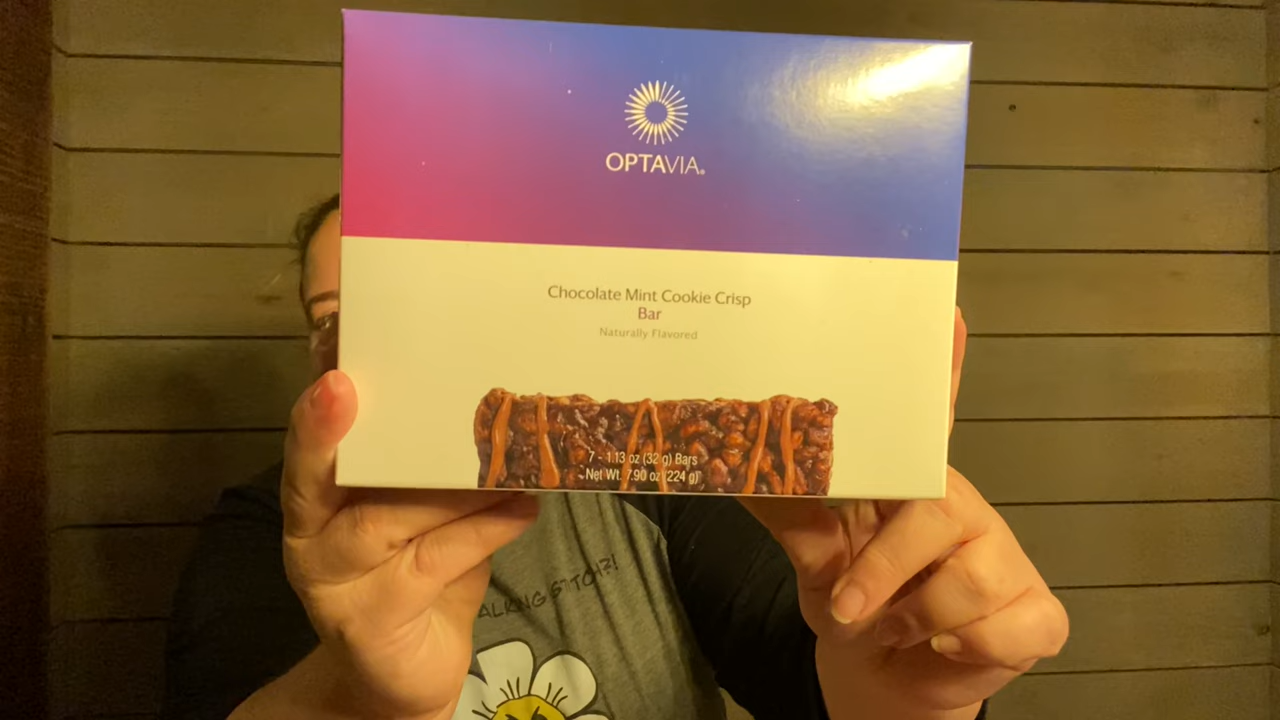 OPTAVIA®
Chocolate Mint Cookie Crisp
Bar
Naturally Flavored
7 - 1.13 oz (32 g) Bars
Net Wt. 7.90 oz (224 g)